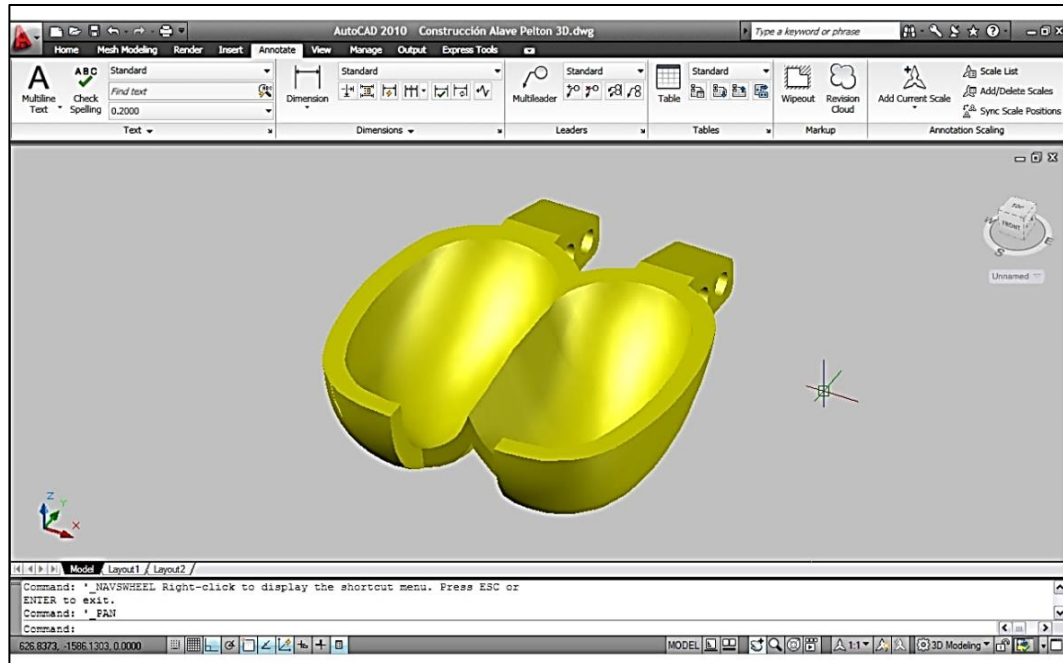 AutoCAD 2010 Construcción Alave Pelton 3D.dwg
Type a keyword or phrase
Home Mesh Modeling Render Insert Annotate View Manage Output Express Tools
A
Multiline Text
ABC
Check Spelling
Standard
Find text
0.2000
Text
Dimension
Standard
Dimensions
Multileader
Standard
Leaders
Table
Standard
Tables
Wipeout
Revision Cloud
Markup
Add Current Scale
Scale List
Add/Delete Scales
Sync Scale Positions
Annotation Scaling
TOP
FRONT
E
S
Unnamed
Z
Y
X
Model Layout1 Layout2
Command: '_NAVSWHEEL Right-click to display the shortcut menu. Press ESC or
ENTER to exit.
Command: '_PAN
Command:
626.8373, -1586.1303, 0.0000
MODEL
1:1
3D Modeling